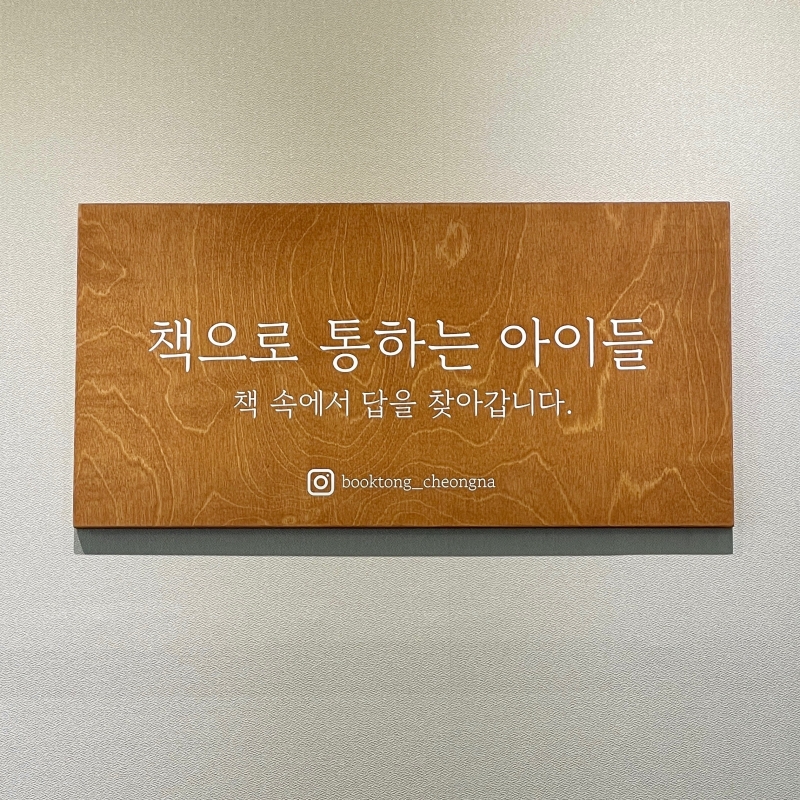 책으로 통하는 아이들
책 속에서 답을 찾아갑니다.
booktong_cheongna